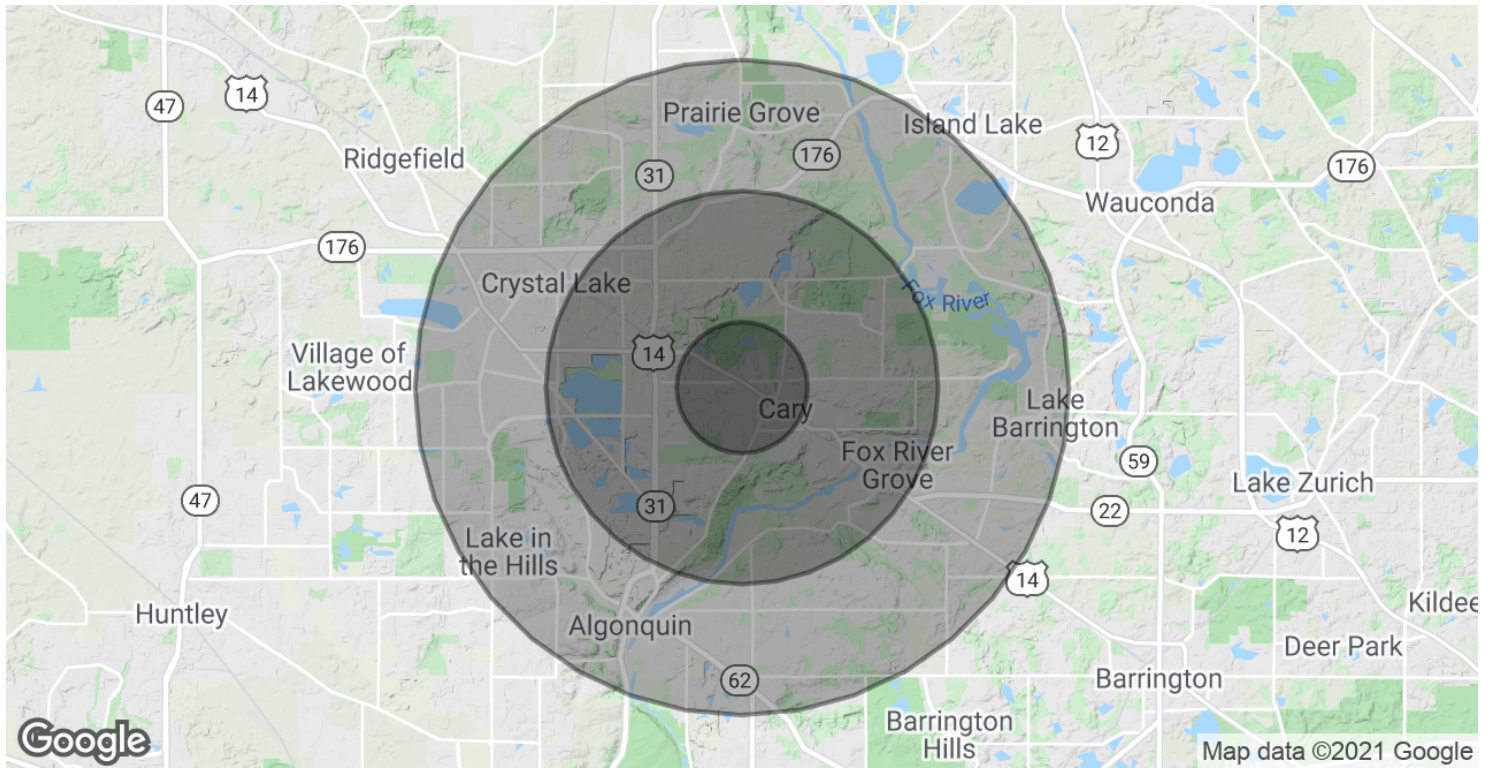 14
47
Prairie Grove
Island Lake
12
176
Ridgefield
31
176
Wauconda
176
Crystal Lake
Fox River
Village of
Lakewood
14
Cary
Lake
Barrington
Fox River
Grove
59
Lake Zurich
47
31
22
12
Lake in
the Hills
14
Huntley
Algonquin
Kildee
Deer Park
62
Barrington
Barrington
Hills
Google
Map data ©2021 Google